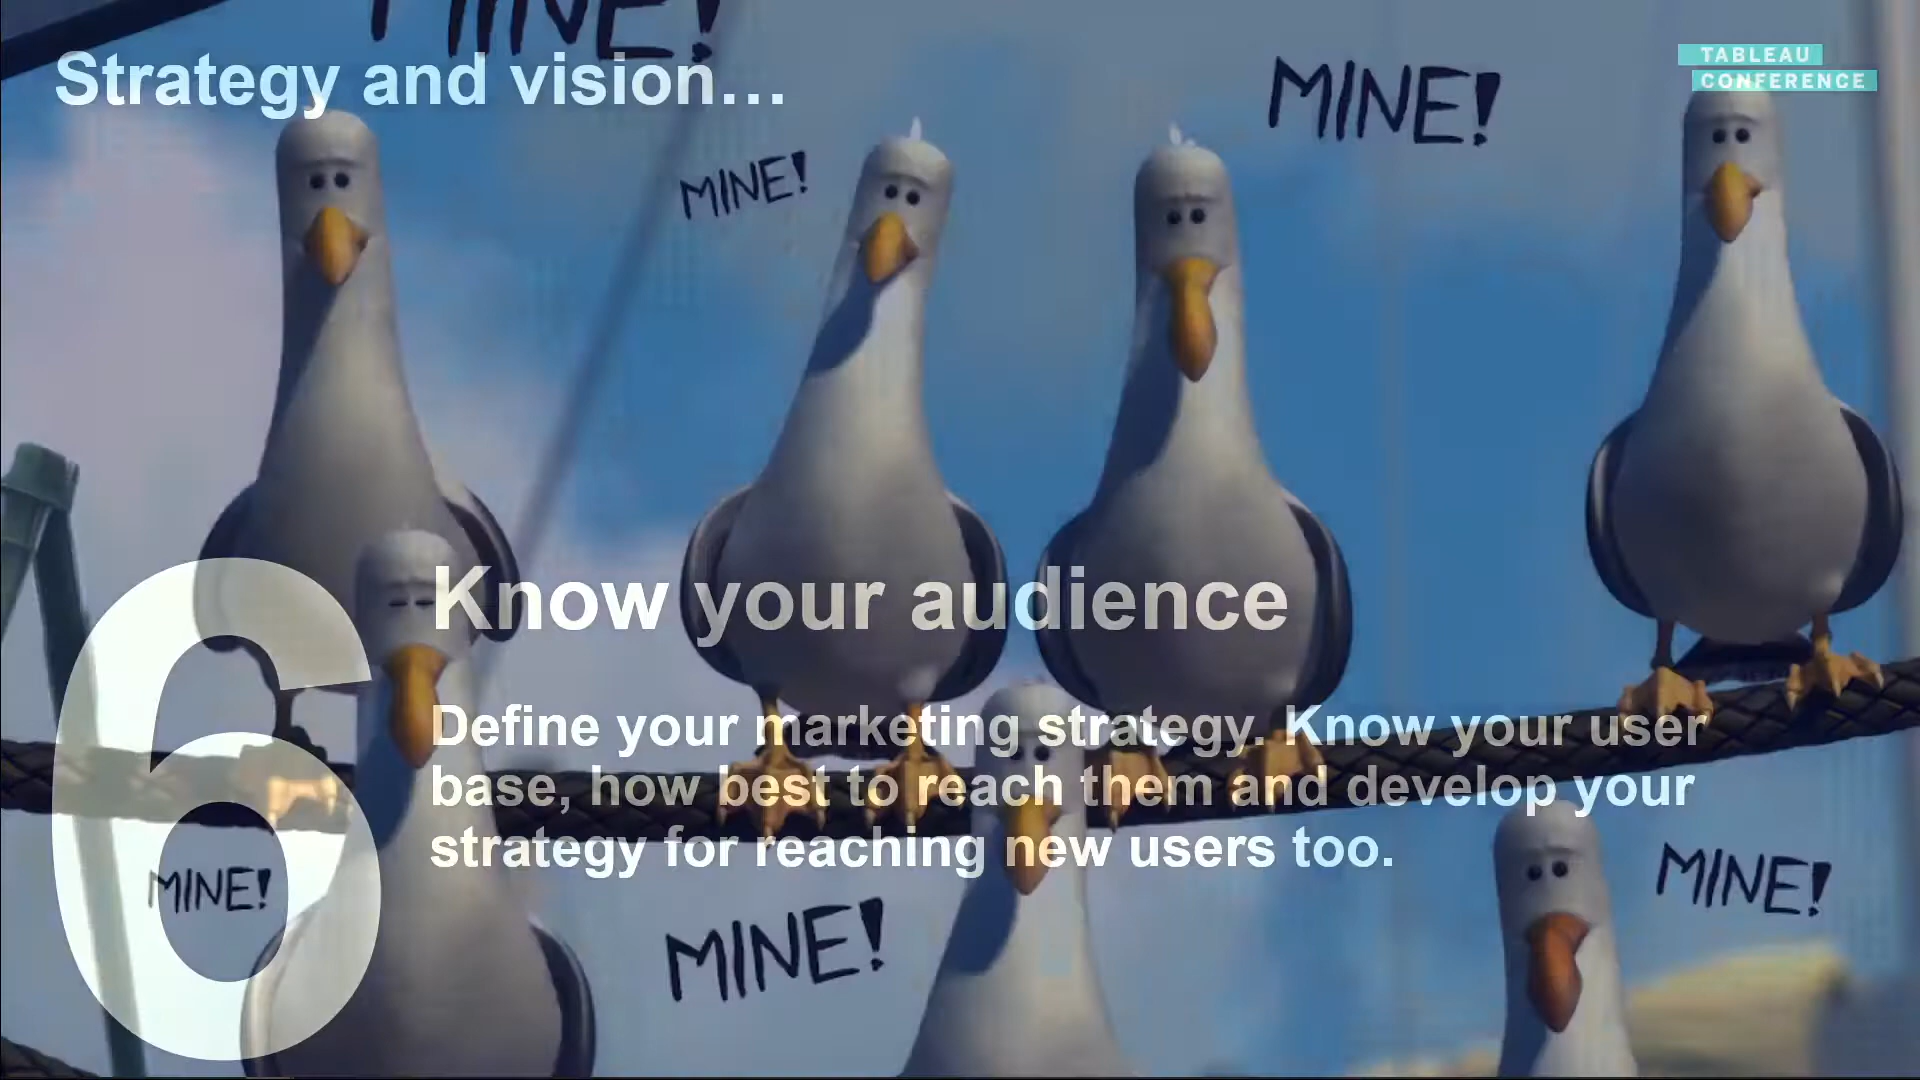 MINE!
Strategy and vision...
TABLEAU
CONFERENCE
MINE!
MINE!
6
Know your audience
Define your marketing strategy. Know your user
base, how best to reach them and develop your
strategy for reaching new users too.
MINE!
MINE!
MINE!